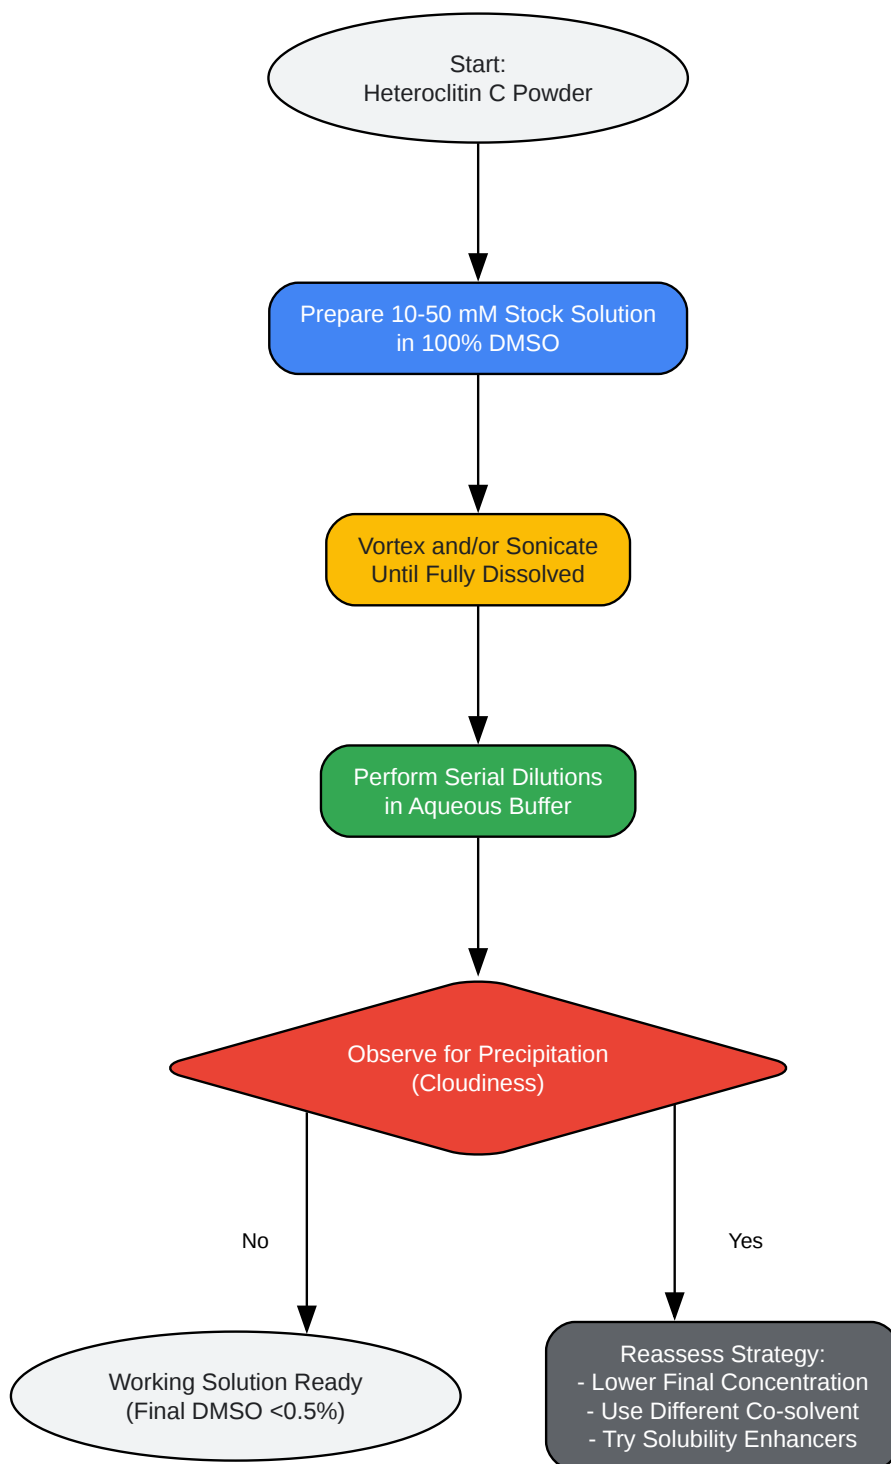 Start:
Heteroclitin C Powder
Prepare 10-50 mM Stock Solution
in 100% DMSO
Vortex and/or Sonicate
Until Fully Dissolved
Perform Serial Dilutions
in Aqueous Buffer
Observe for Precipitation
(Cloudiness)
No
Yes
Working Solution Ready
(Final DMSO <0.5%)
Reassess Strategy:
- Lower Final Concentration
- Use Different Co-solvent
- Try Solubility Enhancers